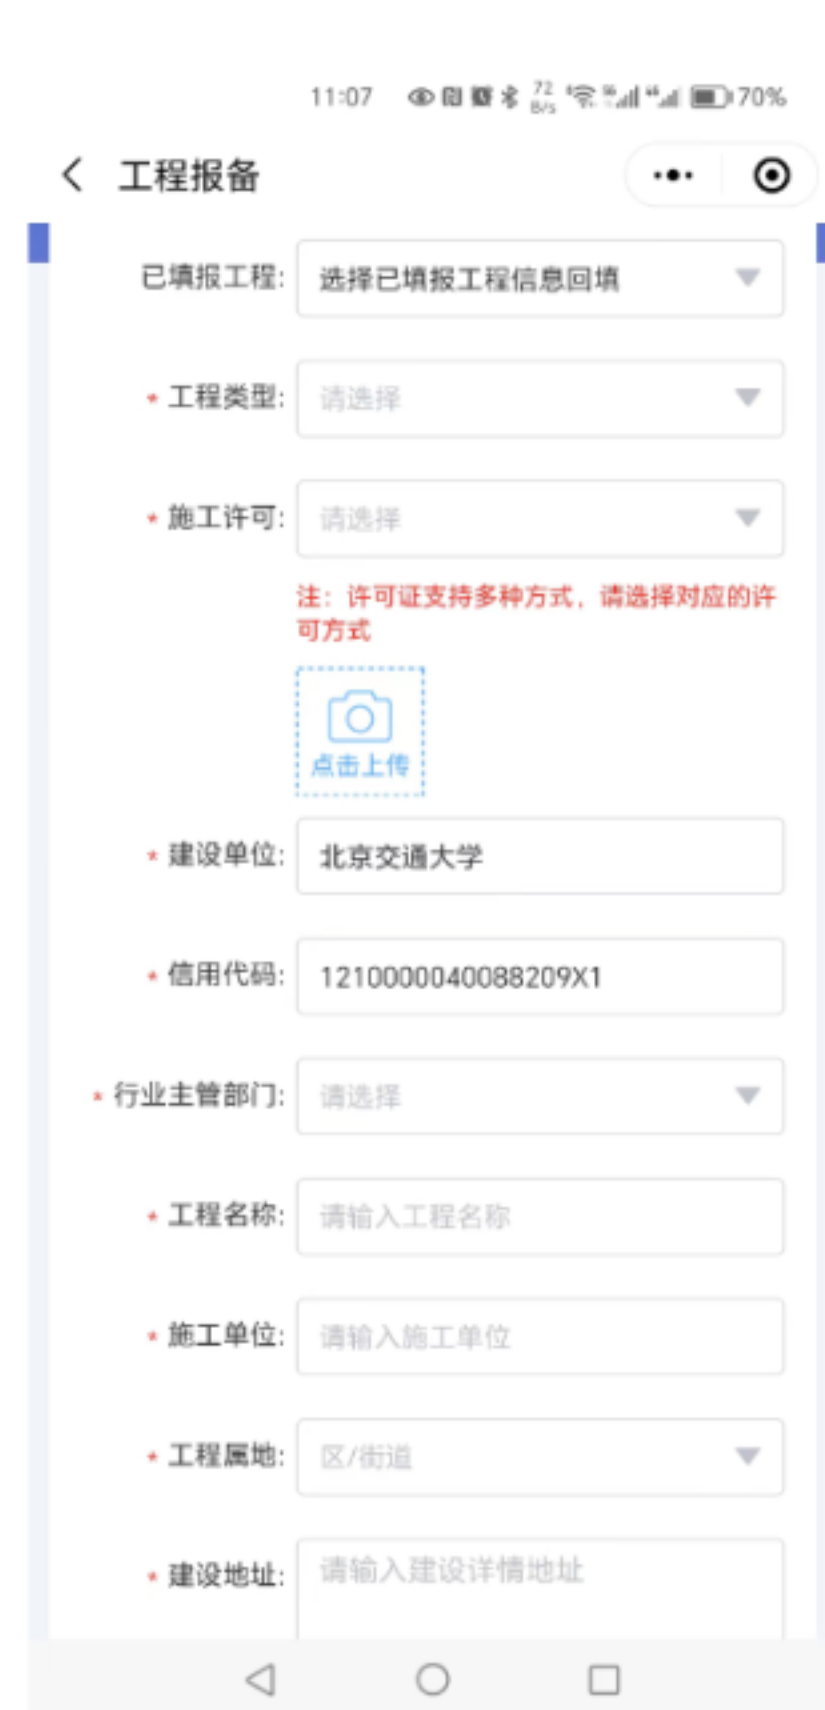 11:07 72 B/s 70%
工程报备
已填报工程: 选择已填报工程信息回填
* 工程类型: 请选择
* 施工许可: 请选择
注：许可证支持多种方式，请选择对应的许
可方式
点击上传
* 建设单位: 北京交通大学
* 信用代码: 1210000040088209X1
* 行业主管部门: 请选择
* 工程名称: 请输入工程名称
* 施工单位: 请输入施工单位
* 工程属地: 区/街道
* 建设地址: 请输入建设详情地址